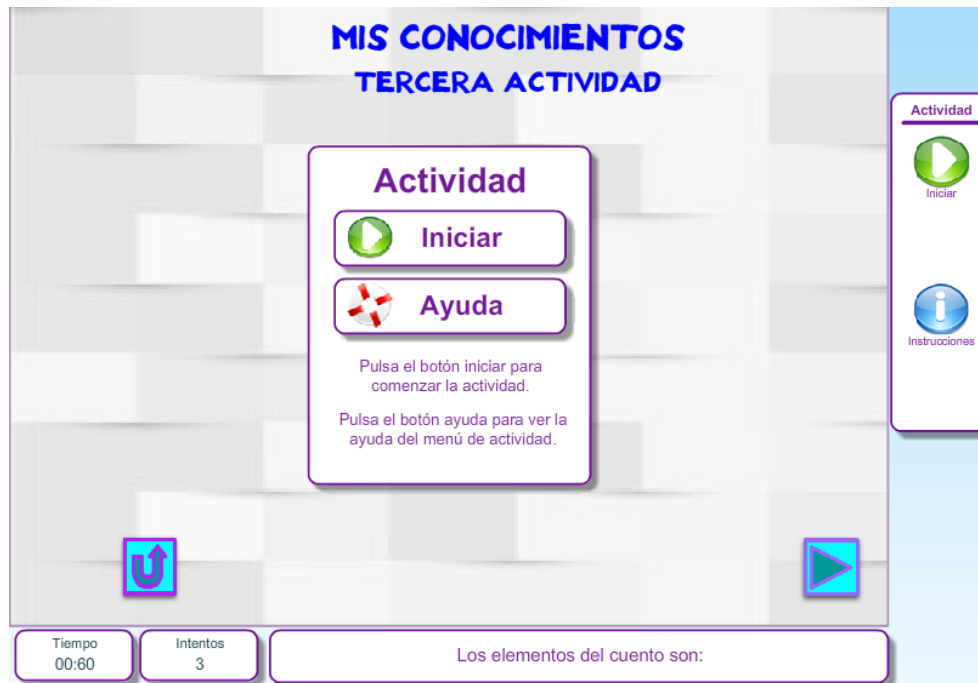 MIS CONOCIMIENTOS
TERCERA ACTIVIDAD
Actividad
Iniciar
Ayuda
Pulsa el botón iniciar para
comenzar la actividad.
Pulsa el botón ayuda para ver la
ayuda del menú de actividad.
Actividad
Iniciar
Instrucciones
Tiempo
00:60
Intentos
3
Los elementos del cuento son: